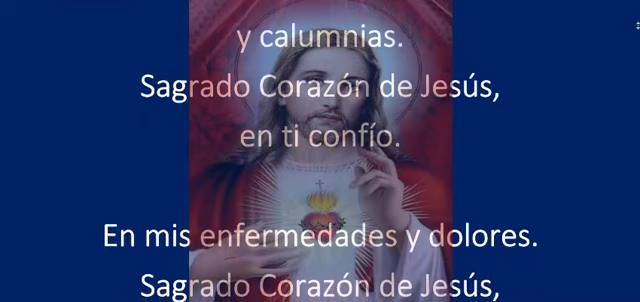 y calumnias.
Sagrado Corazón de Jesús,
en ti confío.
En mis enfermedades y dolores.
Sagrado Corazón de Jesús,